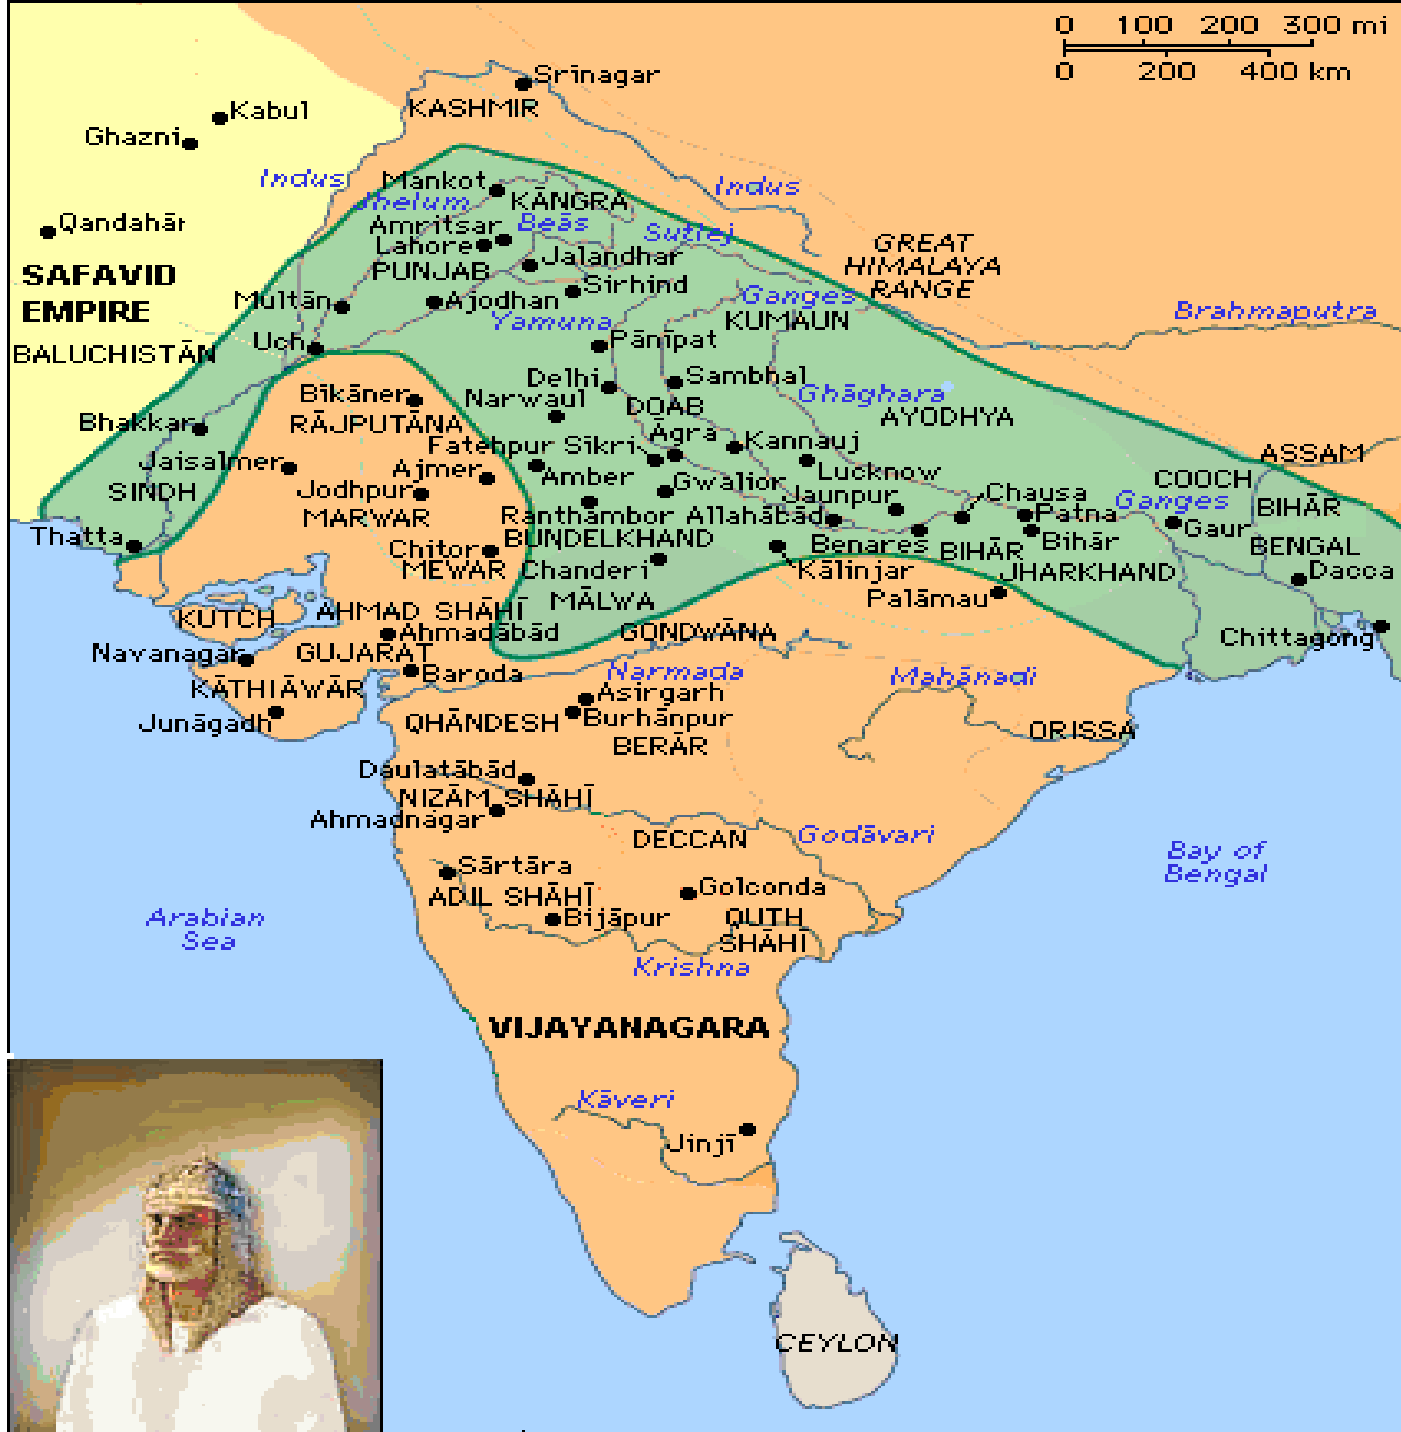 0 100 200 300 mi
0 200 400 km
Srīnagar
KASHMIR
Kabul
Ghazni
Indus
Mankot
Jhelum
KĀNGRA
Indus
Qandahār
Amritsar
Beās
Sutlej
Lahore
Jalandhar
GREAT
HIMALAYA
RANGE
SAFAVID
EMPIRE
PUNJAB
Sirhind
Multān
Ajodhan
Ganges
Brahmaputra
Yamuna
KUMAUN
Uch
Pānīpat
BALUCHISTĀN
Delhi
Sambhal
Bīkāner
Narwaul
Ghāghara
DOAB
AYODHYA
Bhakkar
RĀJPUTĀNA
Āgra
Fatehpur Sīkri
Kannauj
ASSAM
Jaisalmer
Ajmer
Amber
Lucknow
COOCH
SINDH
Jodhpur
Gwalior
Jaunpur
Chausa
Ganges
BIHĀR
MARWAR
Ranthāmbor
Allahābād
Patna
Gaur
Thatta
Chitor
BUNDELKHAND
Benares
BIHĀR
Bihār
BENGAL
MEWAR
Chanderi
Kālinjar
JHARKHAND
Dacca
MĀLWA
Palāmau
KUTCH
AHMAD SHĀHĪ
Ahmadābād
GONDWĀNA
Chittagong
Navanagar
GUJARĀT
Baroda
Narmada
Mahānadi
KĀTHIĀWĀR
Asirgarh
Junāgadh
QHĀNDESH
Burhānpur
BERĀR
ORISSA
Daulatābād
NIZĀM SHĀHĪ
Ahmadnagar
DECCAN
Godāvari
Bay of
Bengal
Sārtāra
ADIL SHĀHĪ
Golconda
Arabian
Sea
Bijāpur
QUTH
SHĀHĪ
Krishna
VIJAYANAGARA
Kāveri
Jinjī
CEYLON